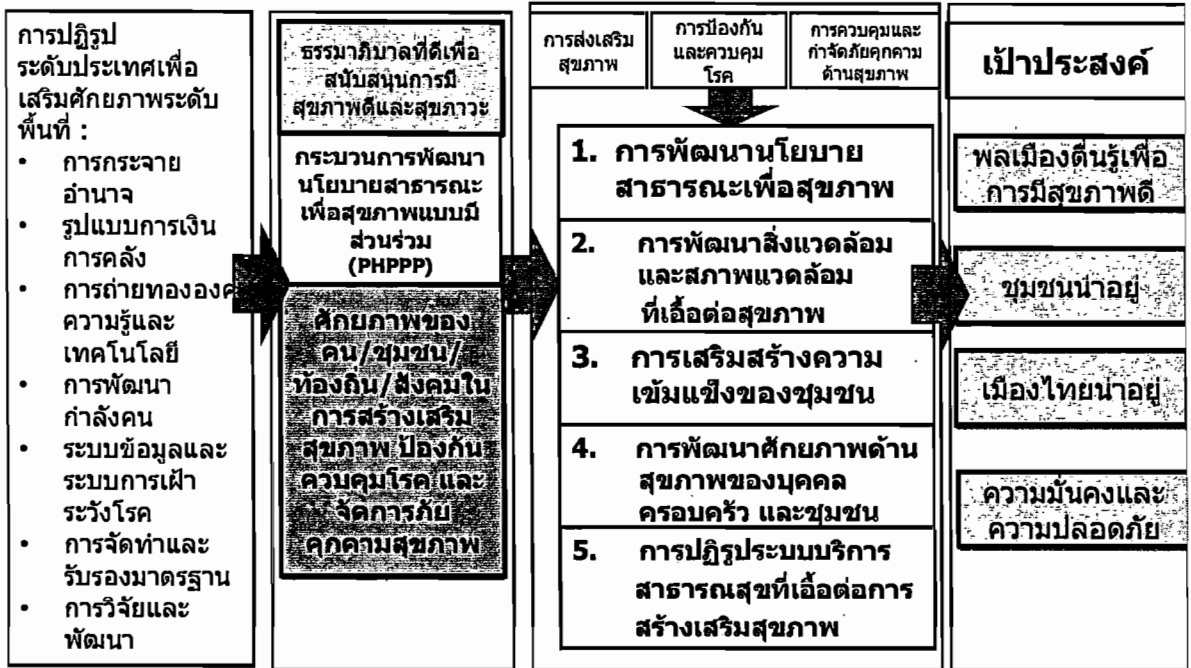 การปฏิรูป
ระดับประเทศเพื่อ
เสริมศักยภาพระดับ
พื้นที่ :
• การกระจาย
อำนาจ
• รูปแบบการเงิน
การคลัง
• การถ่ายทององค
ความรู้และ
เทคโนโลยี
• การพัฒนา
กำลังคน
• ระบบข้อมูลและ
ระบบการเฝ้า
ระวังโรค
• การจัดทำและ
รับรองมาตรฐาน
• การวิจัยและ
พัฒนา
ธรรมาภิบาลที่ดีเพื่อ
สนับสนุนการมี
สุขภาพดีและสุขภาวะ
กระบวนการพัฒนา
นโยบายสาธารณะ
เพื่อสุขภาพแบบมี
ส่วนร่วม
(PHPPP)
ศักยภาพของ
คน/ชุมชน/
ท้องถิ่น/สังคมใน
การสร้างเสริม
สุขภาพ ป้องกัน
ควบคุมโรค และ
จัดการภัย
คุกคามสุขภาพ
การส่งเสริม
สุขภาพ
การป้องกัน
และควบคุม
โรค
การควบคุมและ
กำจัดภัยคุกคาม
ด้านสุขภาพ
1. การพัฒนานโยบาย
สาธารณะเพื่อสุขภาพ
2. การพัฒนาสิ่งแวดล้อม
และสภาพแวดล้อม
ที่เอื้อต่อสุขภาพ
3. การเสริมสร้างความ
เข้มแข็งของชุมชน
4. การพัฒนาศักยภาพด้าน
สุขภาพของบุคคล
ครอบครัว และชุมชน
5. การปฏิรูประบบบริการ
สาธารณสุขที่เอื้อต่อการ
สร้างเสริมสุขภาพ
เป้าประสงค์
พลเมืองตื่นรู้เพื่อ
การมีสุขภาพดี
ชุมชนน่าอยู่
เมืองไทยน่าอยู่
ความมั่นคงและ
ความปลอดภัย